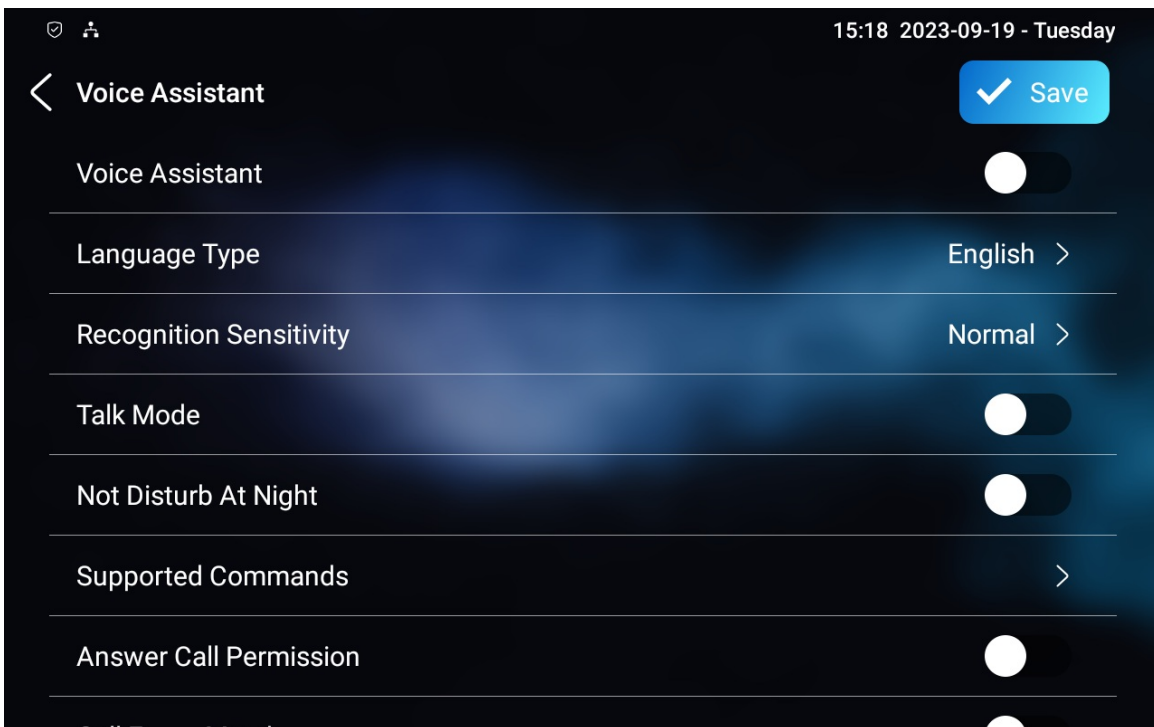 15:18 2023-09-19 - Tuesday
Voice Assistant
Save
Voice Assistant
Language Type English
Recognition Sensitivity Normal
Talk Mode
Not Disturb At Night
Supported Commands
Answer Call Permission